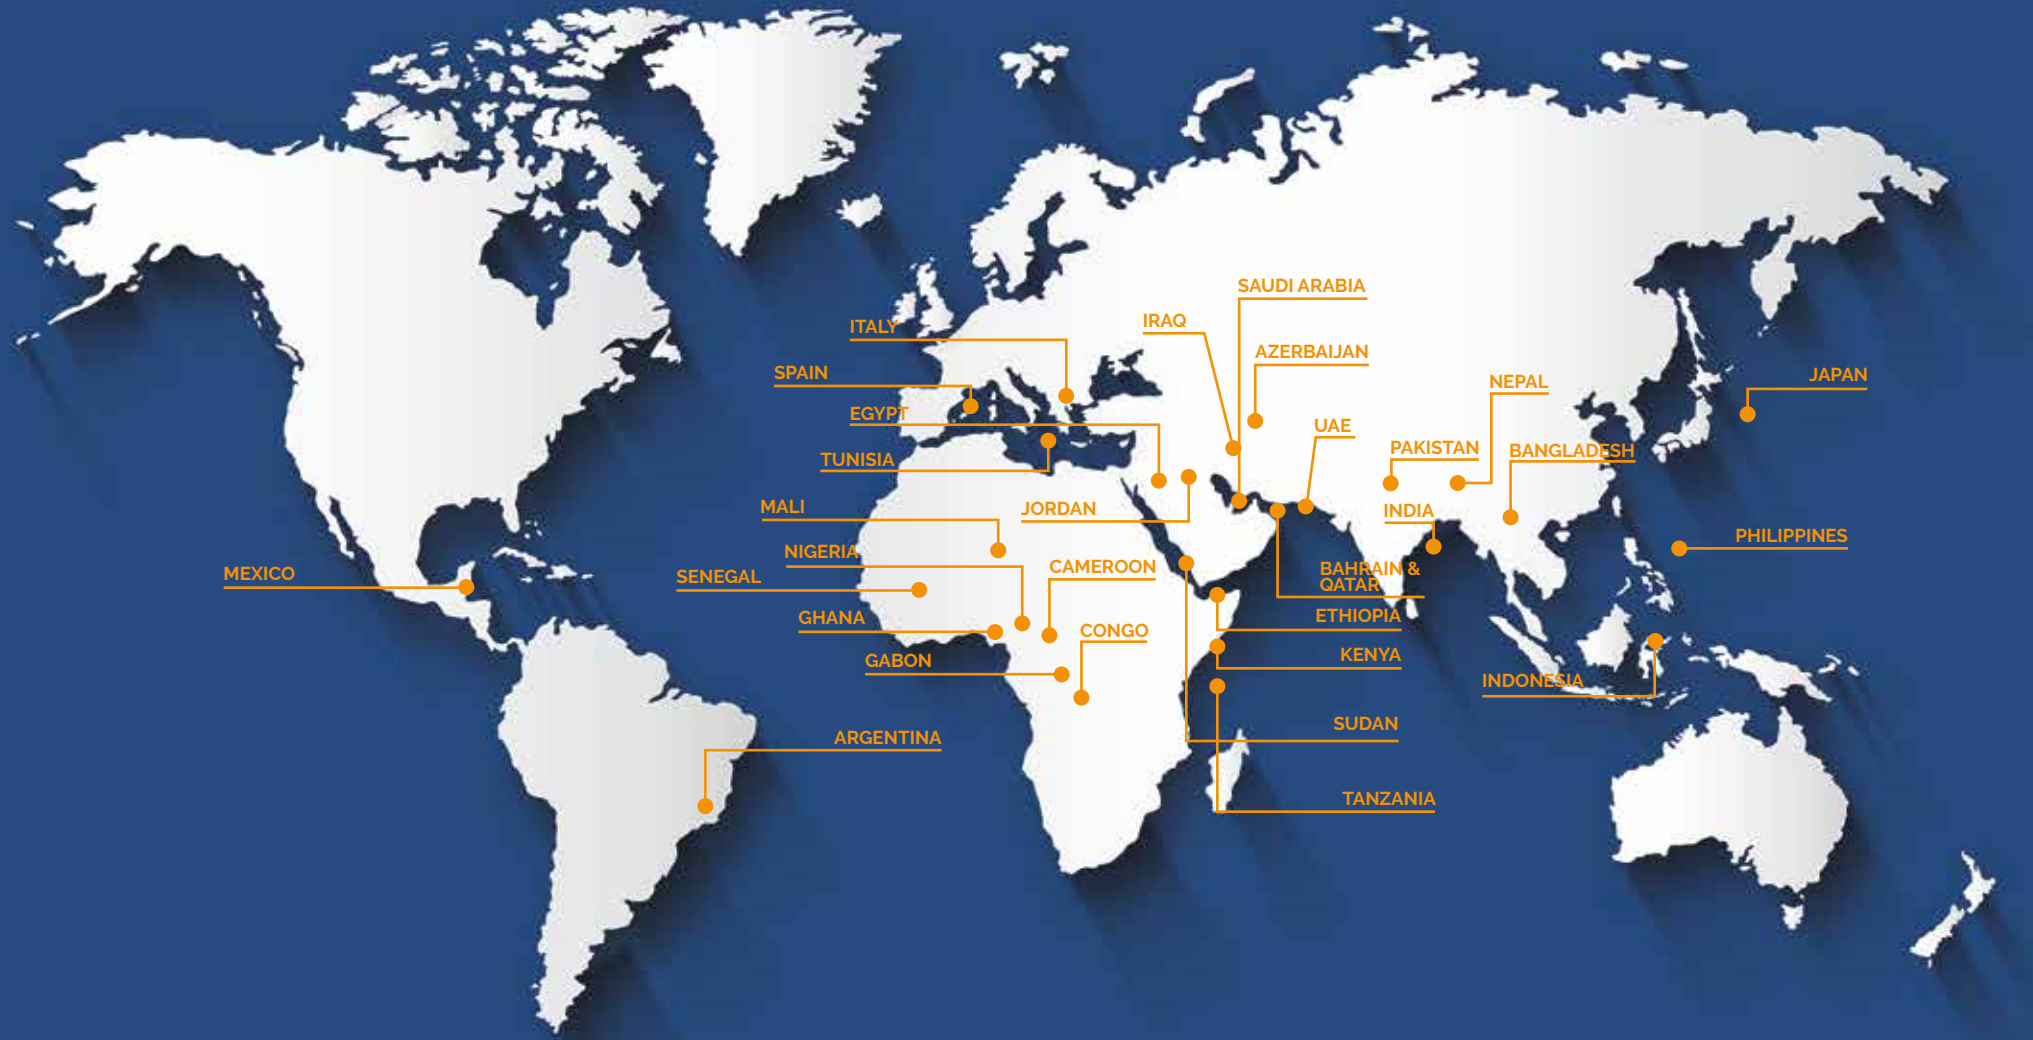 SAUDI ARABIA
ITALY
IRAQ
AZERBAIJAN
SPAIN
JAPAN
NEPAL
EGYPT
UAE
PAKISTAN
BANGLADESH
TUNISIA
MALI
JORDAN
INDIA
PHILIPPINES
NIGERIA
CAMEROON
BAHRAIN &
QATAR
MEXICO
SENEGAL
GHANA
ETHIOPIA
CONGO
KENYA
GABON
INDONESIA
SUDAN
ARGENTINA
TANZANIA